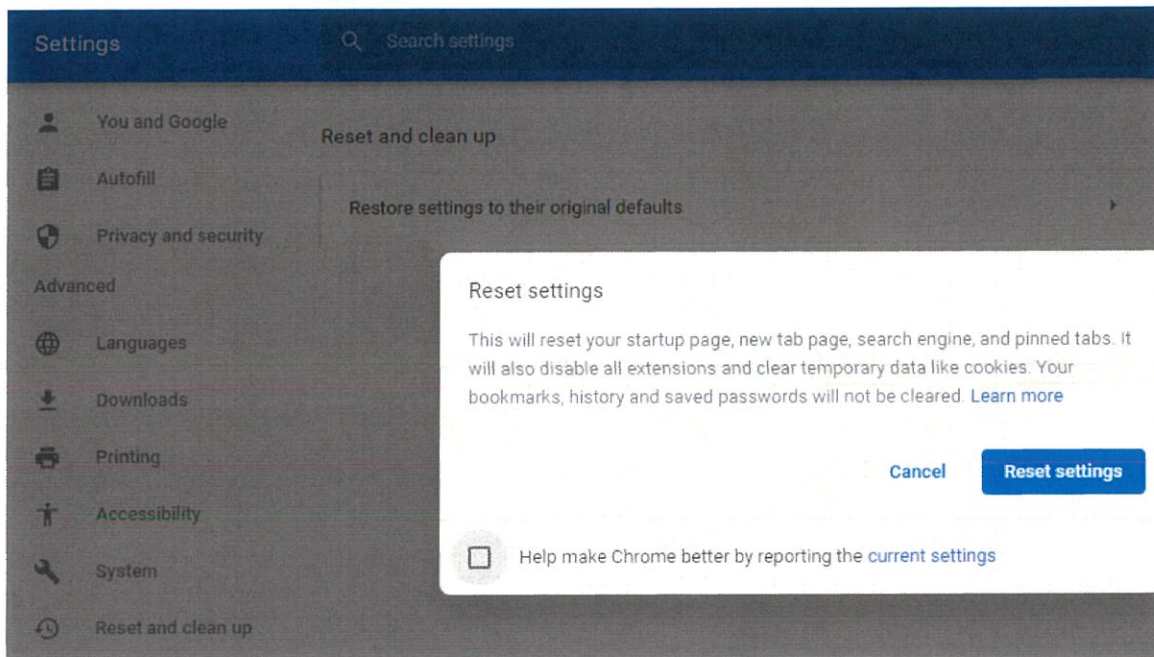 Settings
Search settings
You and Google
Autofill
Privacy and security
Advanced
Languages
Downloads
Printing
Accessibility
System
Reset and clean up
Reset and clean up
Restore settings to their original defaults
Reset settings
This will reset your startup page, new tab page, search engine, and pinned tabs. It
will also disable all extensions and clear temporary data like cookies. Your
bookmarks, history and saved passwords will not be cleared. Learn more
Cancel
Reset settings
Help make Chrome better by reporting the current settings